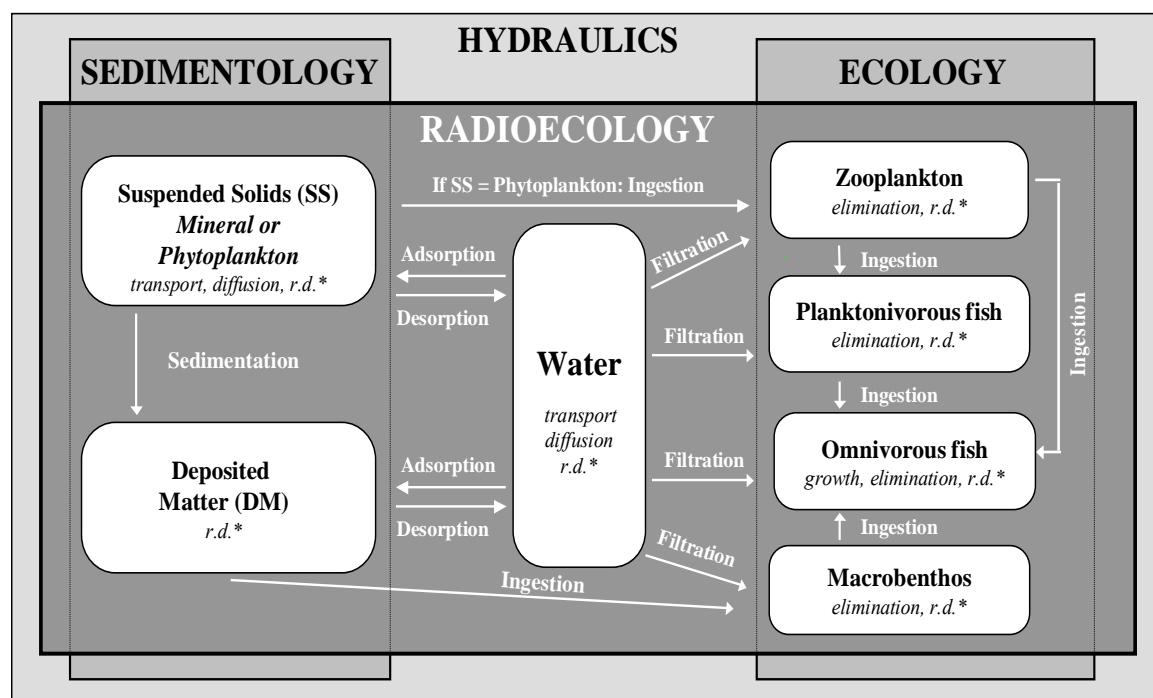 HYDRAULICS
SEDIMENTOLOGY
ECOLOGY
RADIOECOLOGY
Suspended Solids (SS)
Mineral or
Phytoplankton
transport, diffusion, r.d.*
If SS = Phytoplankton: Ingestion
Zooplankton
elimination, r.d.*
Adsorption
Desorption
Filtration
Ingestion
Planktonivorous fish
elimination, r.d.*
Ingestion
Sedimentation
Water
transport
diffusion
r.d.*
Filtration
Ingestion
Deposited
Matter (DM)
r.d.*
Adsorption
Desorption
Filtration
Omnivorous fish
growth, elimination, r.d.*
Ingestion
Filtration
Ingestion
Macrobenthos
elimination, r.d.*